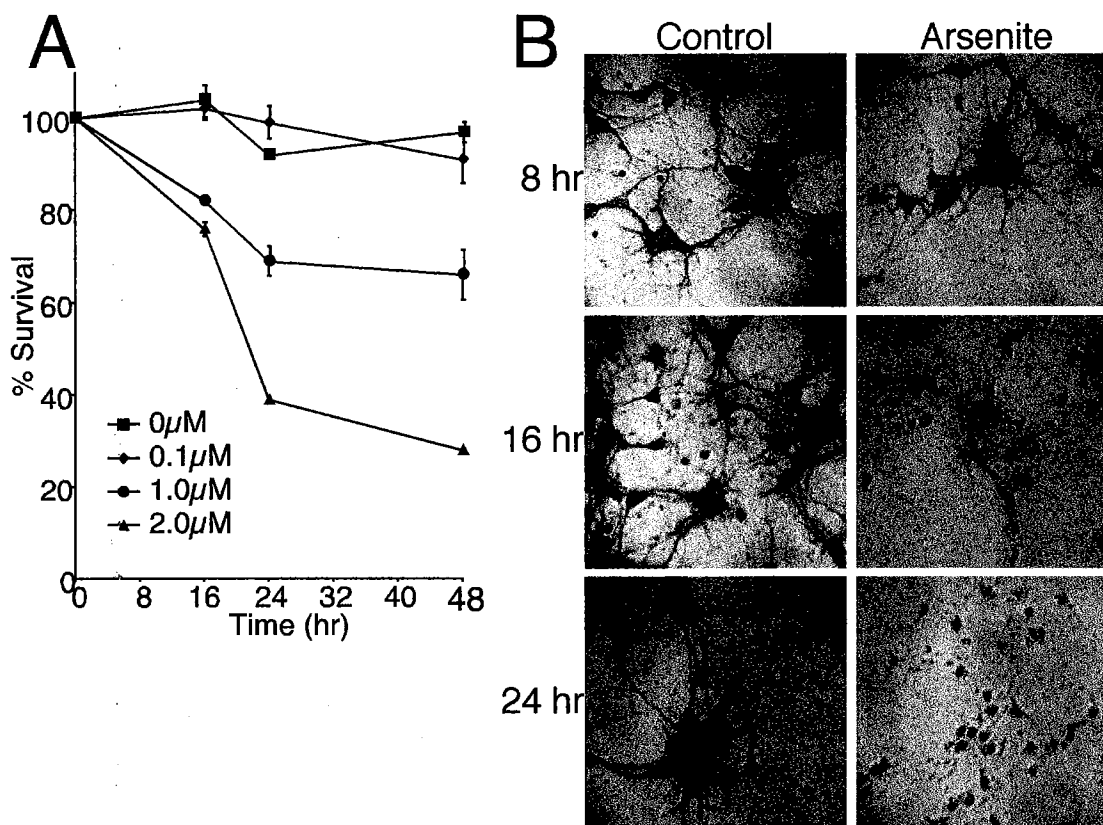 A
% Survival
100
80
60
40
20
0
0µM
0.1µM
1.0µM
2.0µM
0 8 16 24 32 40 48
Time (hr)
B
Control Arsenite
8 hr
16 hr
24 hr